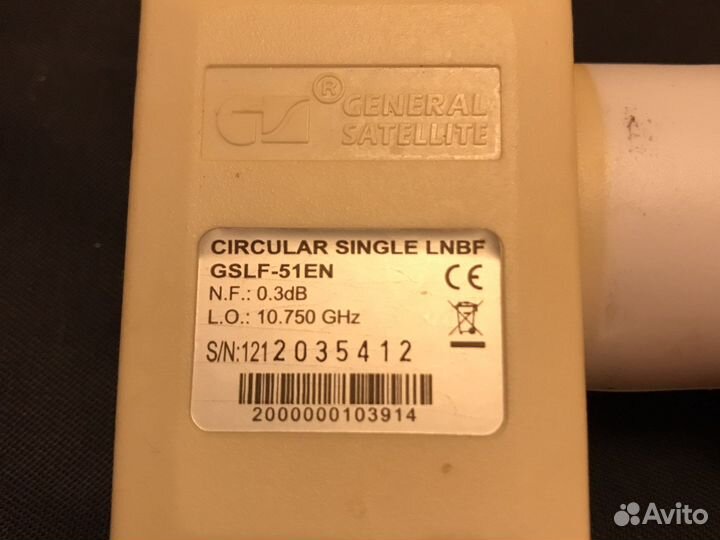 ® GENERAL
SATELLITE
CIRCULAR SINGLE LNBF
GSLF-51EN
N.F.: 0.3dB
L.O.: 10.750 GHz
S/N:1212035412
2000000103914
CE
Avito